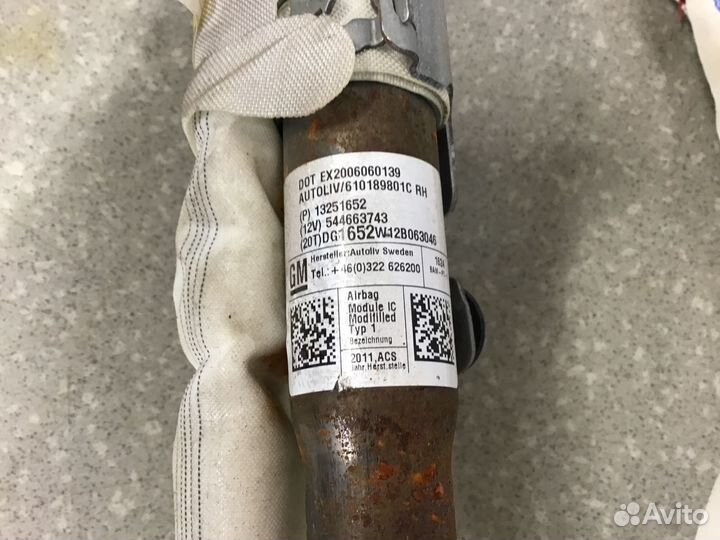 DOT EX2006060139
AUTOLIV/610189801C RH
(P) 13251652
(12V) 544663743
(20T)DG1652W12B063046
GM
Hersteller:Autoliv Sweden
Tel.: +46(0)322 626200
Airbag
Module IC
Modifilled
Typ 1
Bezeichnung
2011,ACS
Jahr,Herst.stelle
Avito